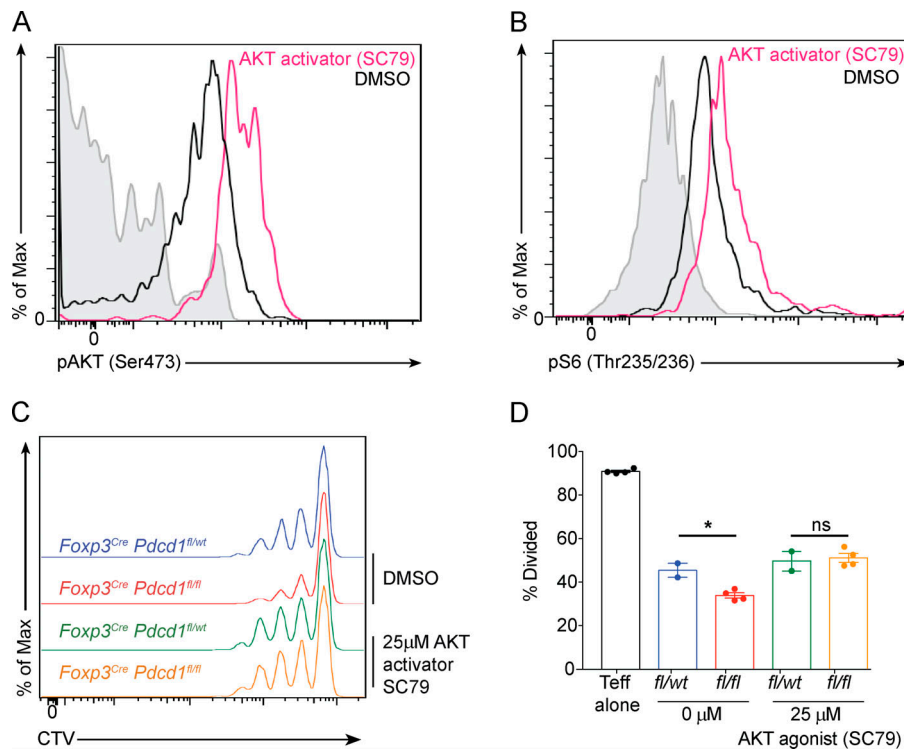 A
AKT activator (SC79)
DMSO
% of Max
0
0
pAKT (Ser473)
B
AKT activator (SC79)
DMSO
% of Max
0
0
pS6 (Thr235/236)
C
% of Max
Foxp3Cre Pdcd1fl/wt
Foxp3Cre Pdcd1fl/fl
Foxp3Cre Pdcd1fl/wt
Foxp3Cre Pdcd1fl/fl
DMSO
25μM AKT
activator
SC79
0
CTV
D
% Divided
100
80
60
40
20
0
*
ns
Teff
alone
fl/wt
fl/fl
fl/wt
fl/fl
0 μM
25 μM
AKT agonist (SC79)